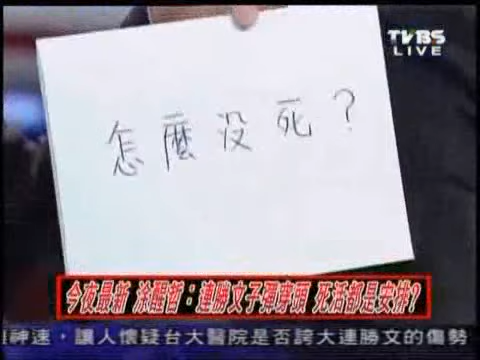 TVBS
LIVE
怎麼没死?
今夜最新 涂醒哲:連勝文子彈穿頭 死活都是安排?
神速,讓人懷疑台大醫院是否誇大連勝文的傷勢